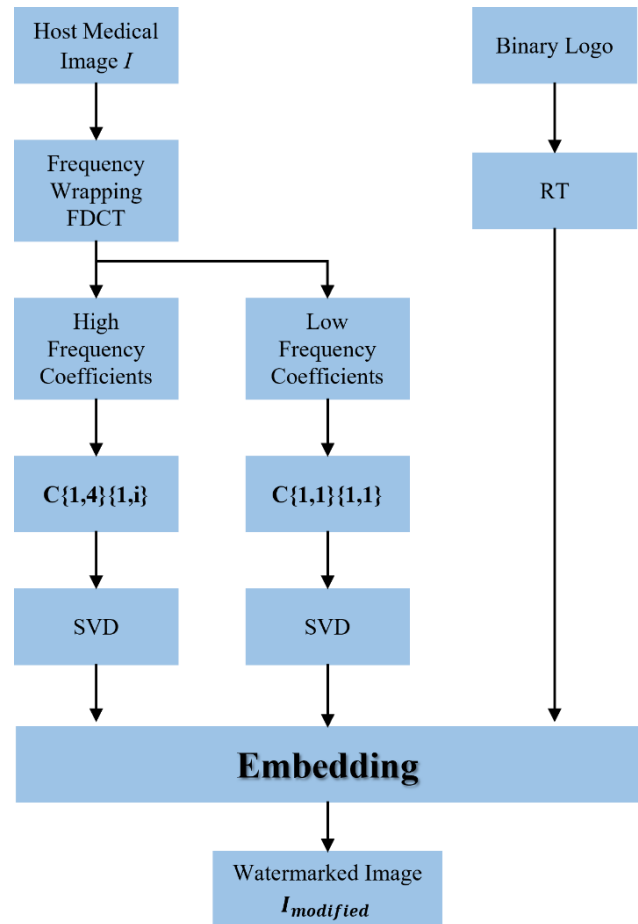 Host Medical
Image I
Binary Logo
Frequency
Wrapping
FDCT
RT
High
Frequency
Coefficients
Low
Frequency
Coefficients
C{1,4}{1,i}
C{1,1}{1,1}
SVD
SVD
Embedding
Watermarked Image
I_modified